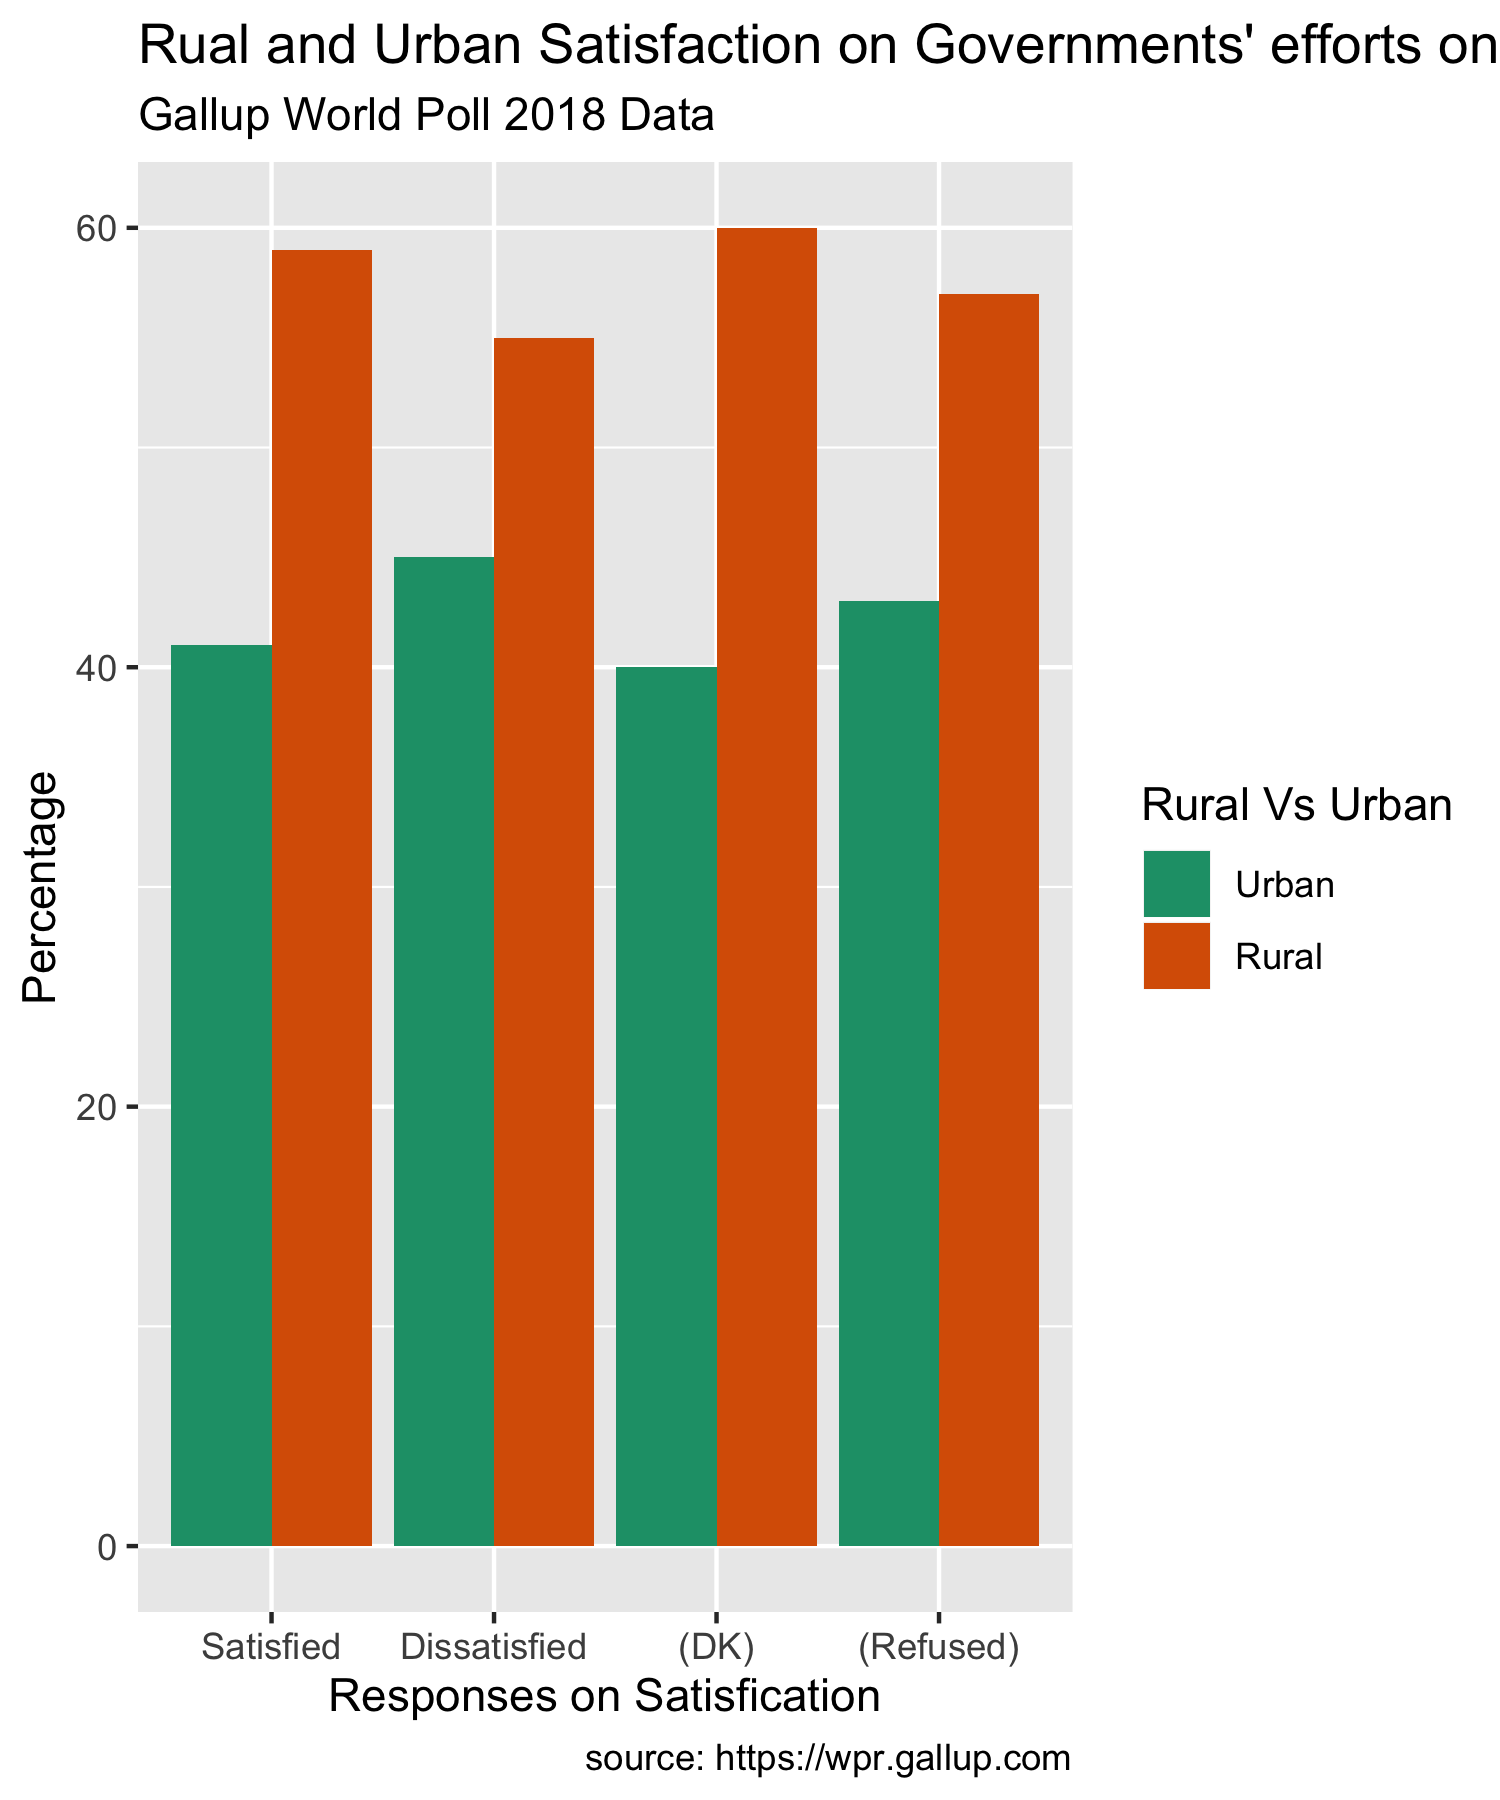 Rual and Urban Satisfaction on Governments' efforts on
Gallup World Poll 2018 Data
60
40
20
0
Percentage
Satisfied Dissatisfied (DK) (Refused)
Responses on Satisfication
Rural Vs Urban
Urban
Rural
source: https://wpr.gallup.com